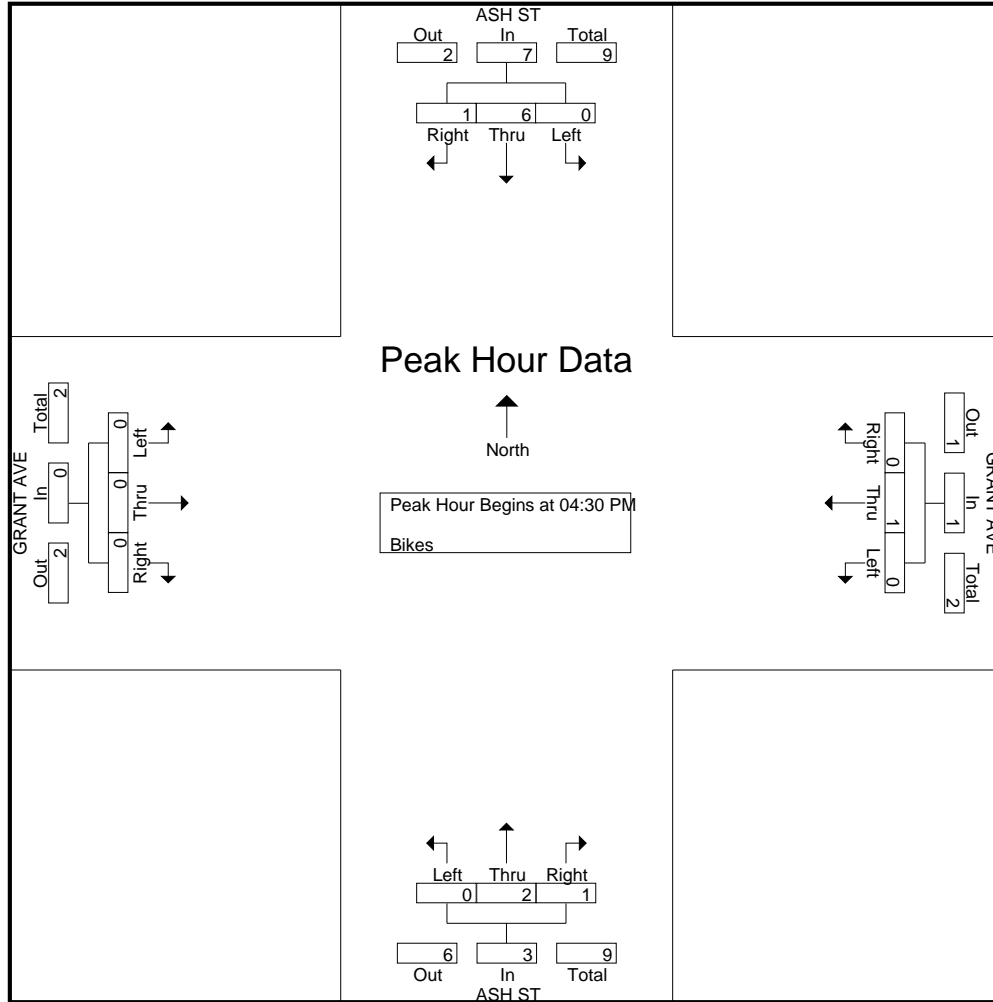 ASH ST
Out In Total
2 7 9
1 6 0
Right Thru Left
Peak Hour Data
North
Peak Hour Begins at 04:30 PM
Bikes
GRANT AVE
Out In Total
2 0 2
0 0 0
Right Thru Left
GRANT AVE
Out In Total
1 1 2
0 1 0
Right Thru Left
Left Thru Right
0 2 1
6 3 9
Out In Total
ASH ST